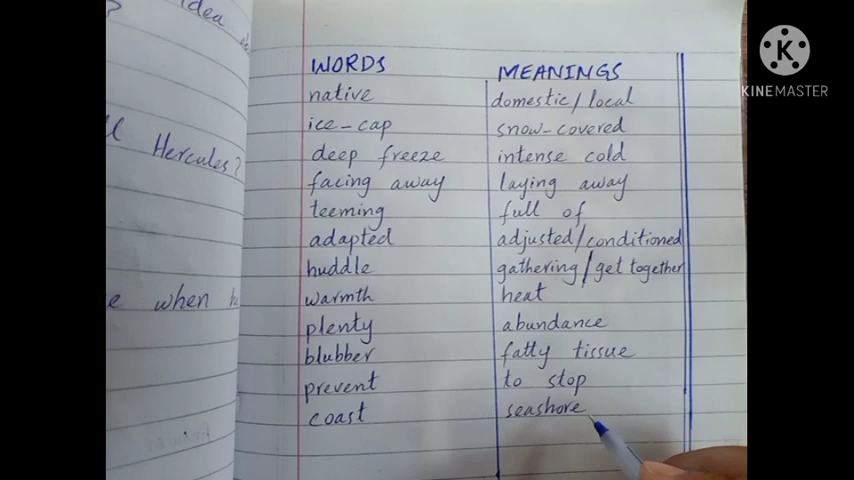 idea
Hercules?
when
K
KINEMASTER
WORDS MEANINGS
native domestic/local
ice-cap snow-covered
deep freeze intense cold
facing away laying away
teeming full of
adapted adjusted/conditioned
huddle gathering/get together
warmth heat
plenty abundance
blubber fatty tissue
prevent to stop
coast seashore